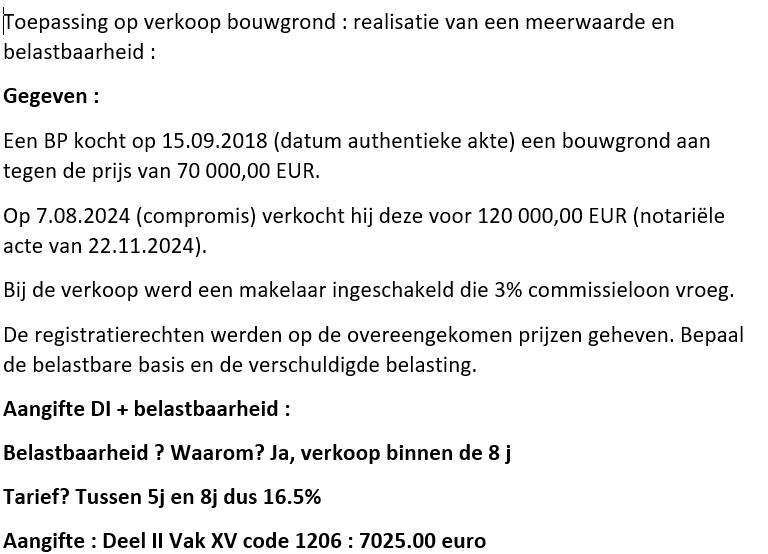 Toepassing op verkoop bouwgrond : realisatie van een meerwaarde en
belastbaarheid :
Gegeven :
Een BP kocht op 15.09.2018 (datum authentieke akte) een bouwgrond aan
tegen de prijs van 70 000,00 EUR.
Op 7.08.2024 (compromis) verkocht hij deze voor 120 000,00 EUR (notariële
acte van 22.11.2024).
Bij de verkoop werd een makelaar ingeschakeld die 3% commissieloon vroeg.
De registratierechten werden op de overeengekomen prijzen geheven. Bepaal
de belastbare basis en de verschuldigde belasting.
Aangifte DI + belastbaarheid :
Belastbaarheid ? Waarom? Ja, verkoop binnen de 8 j
Tarief? Tussen 5j en 8j dus 16.5%
Aangifte : Deel II Vak XV code 1206 : 7025.00 euro